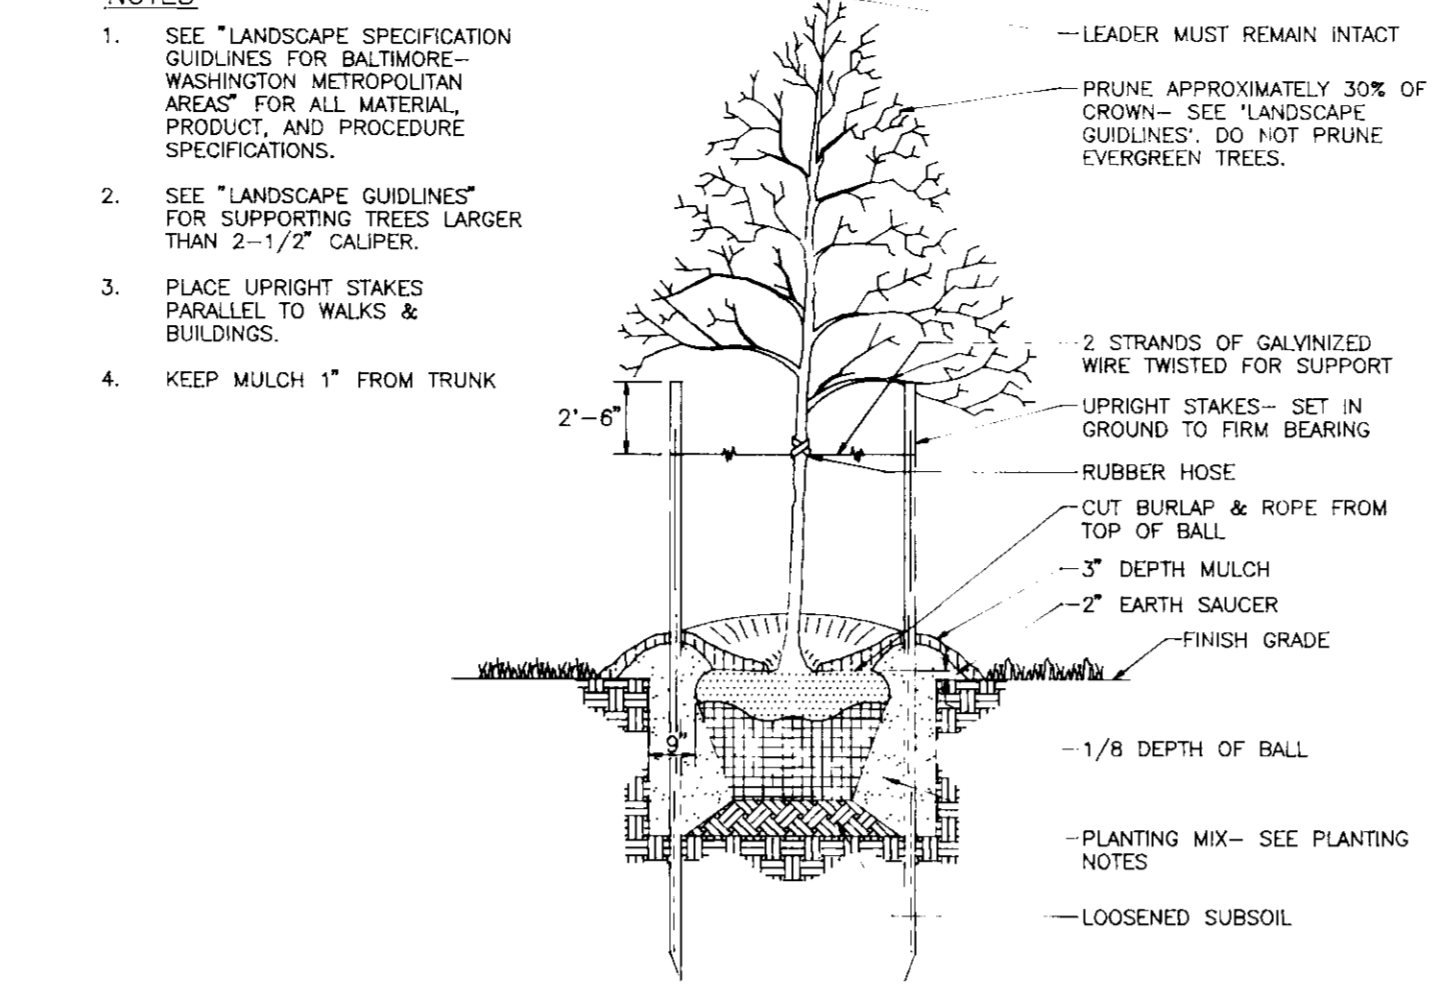 NOTES
1. SEE "LANDSCAPE SPECIFICATION
GUIDLINES FOR BALTIMORE-
WASHINGTON METROPOLITAN
AREAS" FOR ALL MATERIAL,
PRODUCT, AND PROCEDURE
SPECIFICATIONS.
2. SEE "LANDSCAPE GUIDLINES"
FOR SUPPORTING TREES LARGER
THAN 2-1/2" CALIPER.
3. PLACE UPRIGHT STAKES
PARALLEL TO WALKS &
BUILDINGS.
4. KEEP MULCH 1" FROM TRUNK
2'-6"
9"
LEADER MUST REMAIN INTACT
PRUNE APPROXIMATELY 30% OF
CROWN- SEE 'LANDSCAPE
GUIDLINES'. DO NOT PRUNE
EVERGREEN TREES.
2 STRANDS OF GALVINIZED
WIRE TWISTED FOR SUPPORT
UPRIGHT STAKES- SET IN
GROUND TO FIRM BEARING
RUBBER HOSE
CUT BURLAP & ROPE FROM
TOP OF BALL
3" DEPTH MULCH
2" EARTH SAUCER
FINISH GRADE
1/8 DEPTH OF BALL
PLANTING MIX- SEE PLANTING
NOTES
LOOSENED SUBSOIL